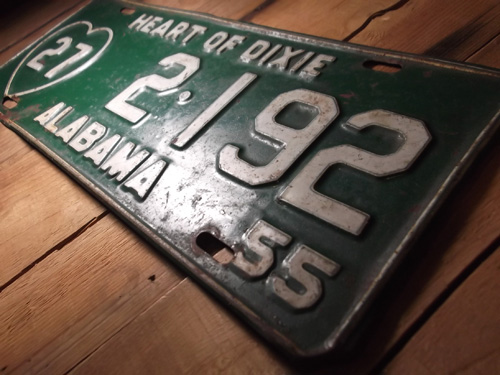 HEART OF DIXIE
27
2·192
ALABAMA
55